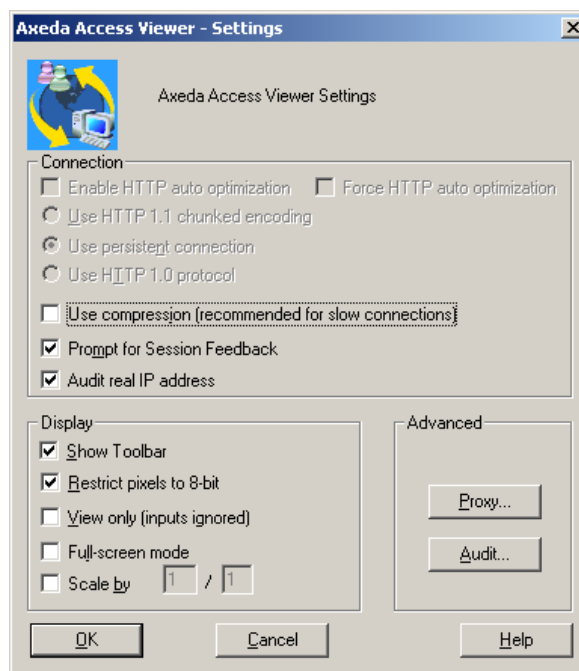 Axeda Access Viewer - Settings
Axeda Access Viewer Settings
Connection
Enable HTTP auto optimization Force HTTP auto optimization
Use HTTP 1.1 chunked encoding
Use persistent connection
Use HTTP 1.0 protocol
Use compression (recommended for slow connections)
Prompt for Session Feedback
Audit real IP address
Display
Show Toolbar
Restrict pixels to 8-bit
View only (inputs ignored)
Full-screen mode
Scale by 1 / 1
Advanced
Proxy...
Audit...
OK Cancel Help